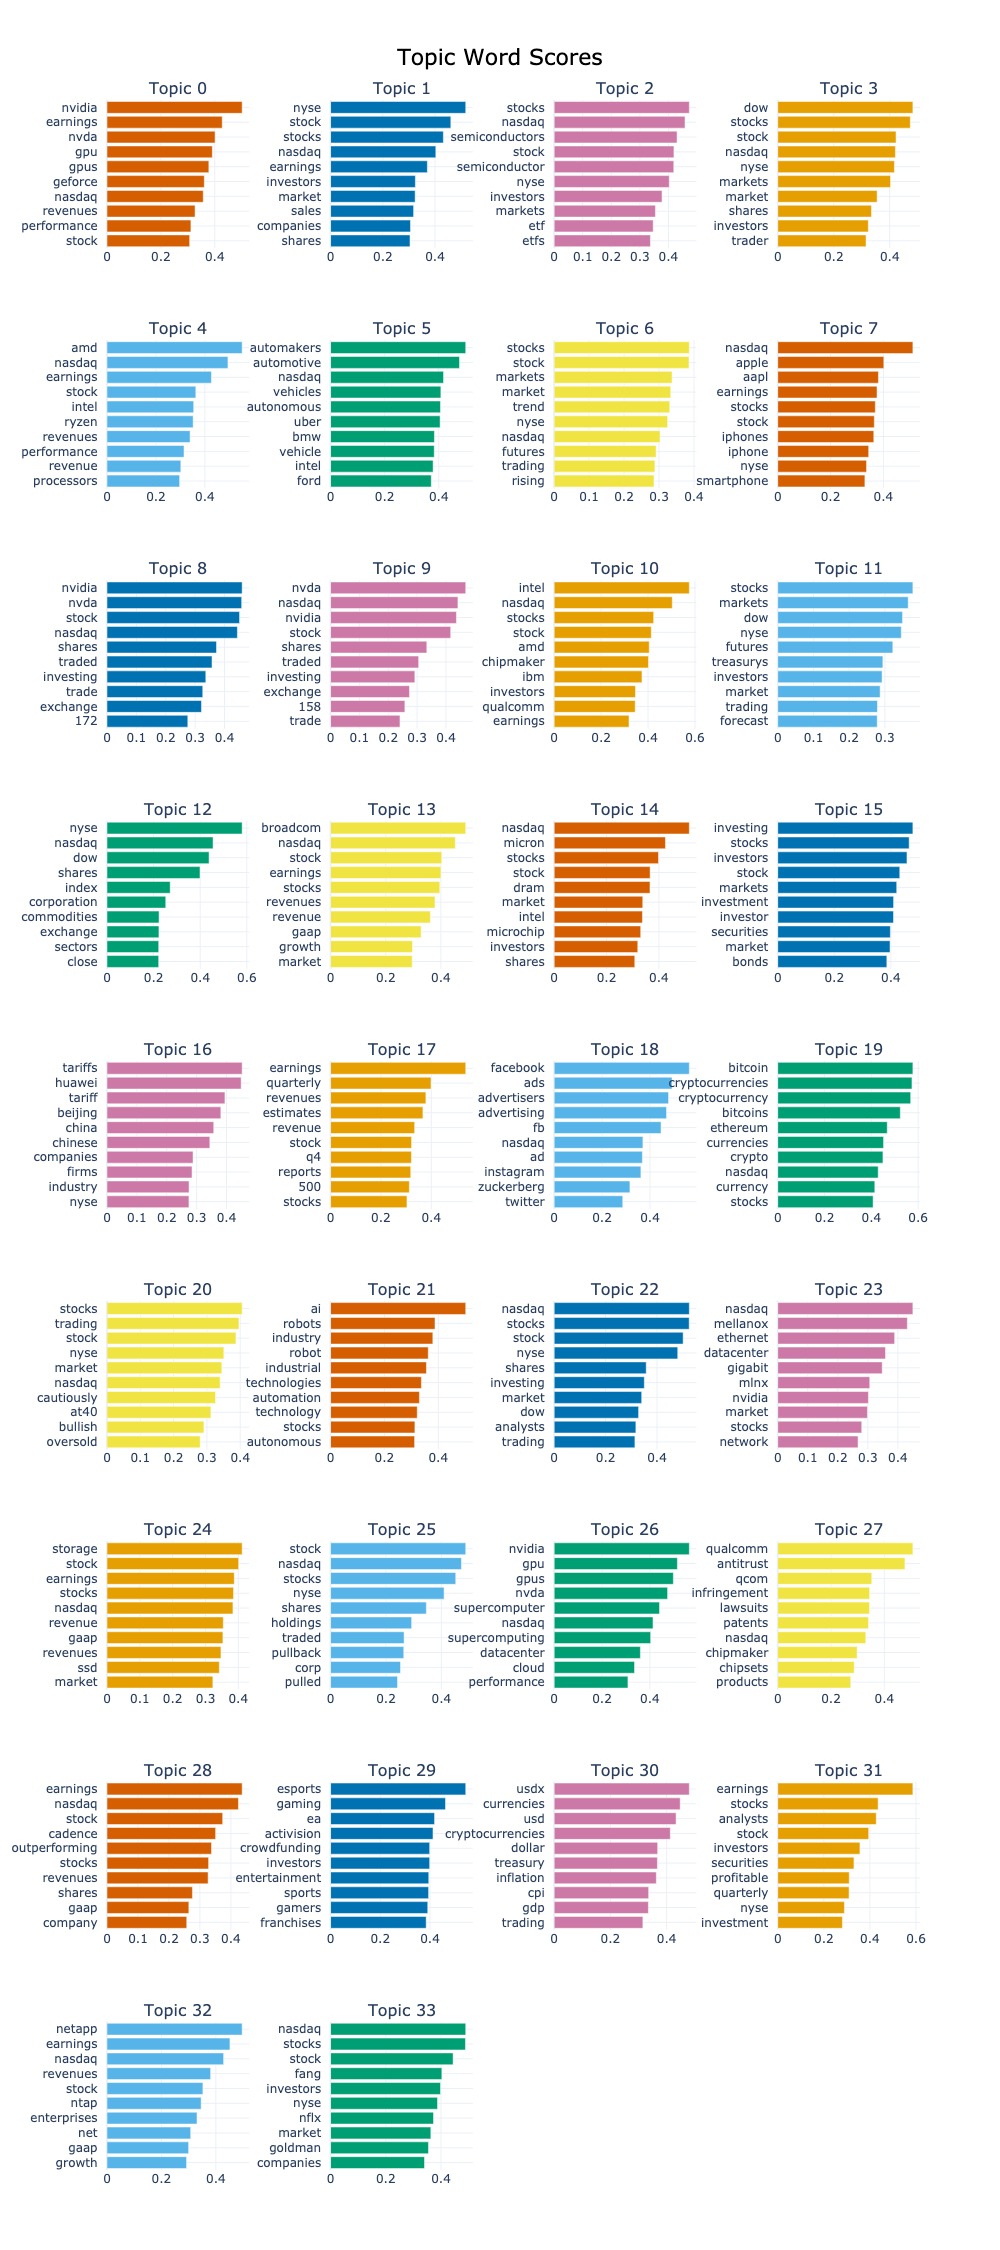 Topic Word Scores
Topic 0
nvidia
earnings
nvda
gpu
gpus
geforce
nasdaq
revenues
performance
stock
0 0.2 0.4
Topic 1
nyse
stock
stocks
nasdaq
earnings
investors
market
sales
companies
shares
0 0.2 0.4
Topic 2
stocks
nasdaq
semiconductors
stock
semiconductor
nyse
investors
markets
etf
etfs
0 0.1 0.2 0.3 0.4
Topic 3
dow
stocks
stock
nasdaq
nyse
markets
market
shares
investors
trader
0 0.2 0.4
Topic 4
amd
nasdaq
earnings
stock
intel
ryzen
revenues
performance
revenue
processors
0 0.2 0.4
Topic 5
automakers
automotive
nasdaq
vehicles
autonomous
uber
bmw
vehicle
intel
ford
0 0.2 0.4
Topic 6
stocks
stock
markets
market
trend
nyse
nasdaq
futures
trading
rising
0 0.1 0.2 0.3 0.4
Topic 7
nasdaq
apple
aapl
earnings
stocks
stock
iphones
iphone
nyse
smartphone
0 0.2 0.4
Topic 8
nvidia
nvda
stock
nasdaq
shares
traded
investing
trade
exchange
172
0 0.1 0.2 0.3 0.4
Topic 9
nvda
nasdaq
nvidia
stock
shares
traded
investing
exchange
158
trade
0 0.1 0.2 0.3 0.4
Topic 10
intel
nasdaq
stocks
stock
amd
chipmaker
ibm
investors
qualcomm
earnings
0 0.2 0.4 0.6
Topic 11
stocks
markets
dow
nyse
futures
treasurys
investors
market
trading
forecast
0 0.1 0.2 0.3
Topic 12
nyse
nasdaq
dow
shares
index
corporation
commodities
exchange
sectors
close
0 0.2 0.4 0.6
Topic 13
broadcom
nasdaq
stock
earnings
stocks
revenues
revenue
gaap
growth
market
0 0.2 0.4
Topic 14
nasdaq
micron
stocks
stock
dram
market
intel
microchip
investors
shares
0 0.2 0.4
Topic 15
investing
stocks
investors
stock
markets
investment
investor
securities
market
bonds
0 0.2 0.4
Topic 16
tariffs
huawei
tariff
beijing
china
chinese
companies
firms
industry
nyse
0 0.1 0.2 0.3 0.4
Topic 17
earnings
quarterly
revenues
estimates
revenue
stock
q4
reports
500
stocks
0 0.2 0.4
Topic 18
facebook
ads
advertisers
advertising
fb
nasdaq
ad
instagram
zuckerberg
twitter
0 0.2 0.4
Topic 19
bitcoin
cryptocurrencies
cryptocurrency
bitcoins
ethereum
currencies
crypto
nasdaq
currency
stocks
0 0.2 0.4 0.6
Topic 20
stocks
trading
stock
nyse
market
nasdaq
cautiously
at40
bullish
oversold
0 0.1 0.2 0.3 0.4
Topic 21
ai
robots
industry
robot
industrial
technologies
automation
technology
stocks
autonomous
0 0.2 0.4
Topic 22
nasdaq
stocks
stock
nyse
shares
investing
market
dow
analysts
trading
0 0.2 0.4
Topic 23
nasdaq
mellanox
ethernet
datacenter
gigabit
mlnx
nvidia
market
stocks
network
0 0.1 0.2 0.3 0.4
Topic 24
storage
stock
earnings
stocks
nasdaq
revenue
gaap
revenues
ssd
market
0 0.1 0.2 0.3 0.4
Topic 25
stock
nasdaq
stocks
nyse
shares
holdings
traded
pullback
corp
pulled
0 0.2 0.4
Topic 26
nvidia
gpu
gpus
nvda
supercomputer
nasdaq
supercomputing
datacenter
cloud
performance
0 0.2 0.4
Topic 27
qualcomm
antitrust
qcom
infringement
lawsuits
patents
nasdaq
chipmaker
chipsets
products
0 0.2 0.4
Topic 28
earnings
nasdaq
stock
cadence
outperforming
stocks
revenues
shares
gaap
company
0 0.1 0.2 0.3 0.4
Topic 29
esports
gaming
ea
activision
crowdfunding
investors
entertainment
sports
gamers
franchises
0 0.2 0.4
Topic 30
usdx
currencies
usd
cryptocurrencies
dollar
treasury
inflation
cpi
gdp
trading
0 0.2 0.4
Topic 31
earnings
stocks
analysts
stock
investors
securities
profitable
quarterly
nyse
investment
0 0.2 0.4 0.6
Topic 32
netapp
earnings
nasdaq
revenues
stock
ntap
enterprises
net
gaap
growth
0 0.2 0.4
Topic 33
nasdaq
stocks
stock
fang
investors
nyse
nflx
market
goldman
companies
0 0.2 0.4